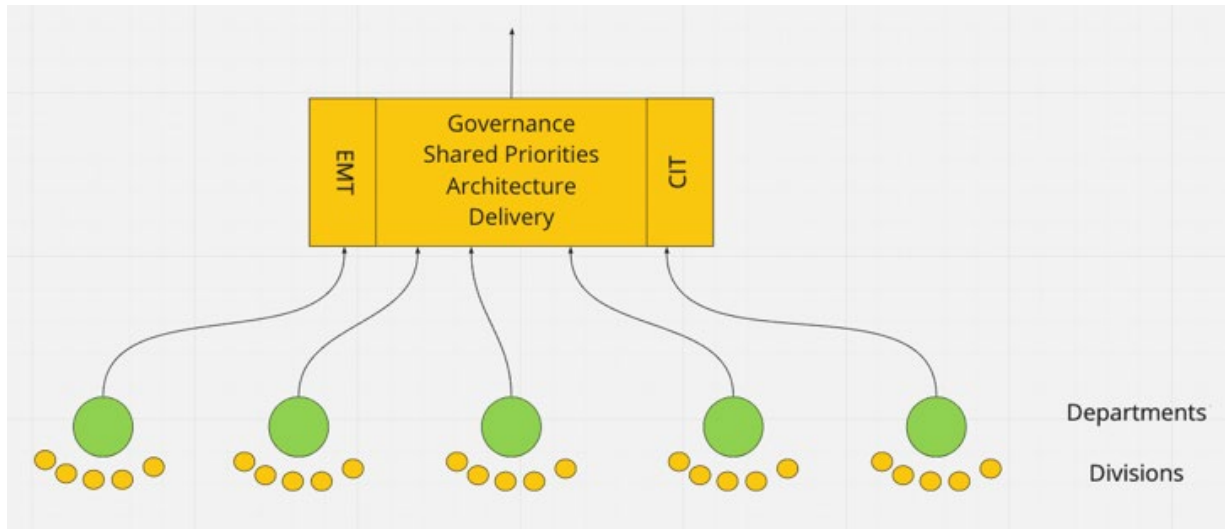 EMT
Governance
Shared Priorities
Architecture
Delivery
CIT
Departments
Divisions